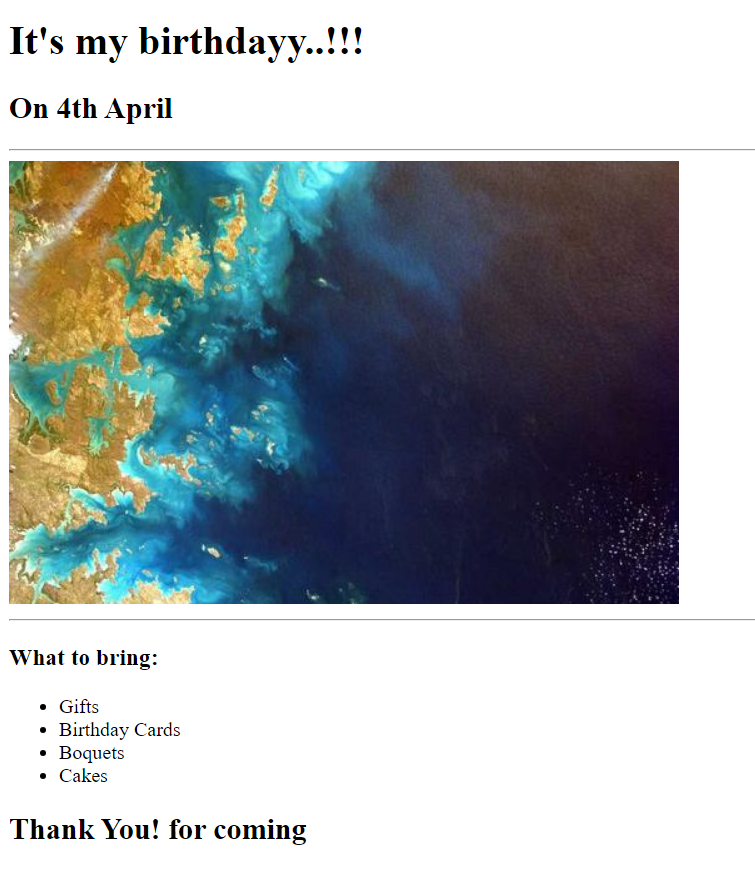 It's my birthdayy..!!!
On 4th April
What to bring:
Gifts
Birthday Cards
Boquets
Cakes
Thank You! for coming